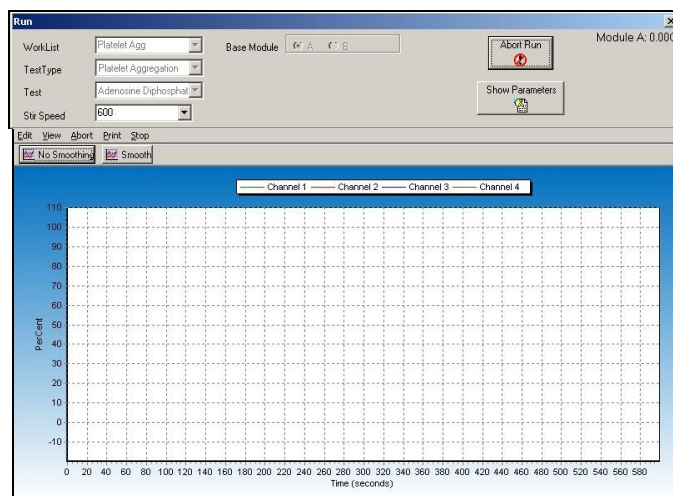 Run
WorkList Platelet Agg Base Module A B Abort Run Module A: 0.000
TestType Platelet Aggregation
Test Adenosine Diphosphat Show Parameters
Stir Speed 600
Edit View Abort Print Stop
No Smoothing Smooth
Channel 1 Channel 2 Channel 3 Channel 4
110
100
90
80
70
60
50
40
30
20
10
0
-10
PerCent
0 20 40 60 80 100 120 140 160 180 200 220 240 260 280 300 320 340 360 380 400 420 440 460 480 500 520 540 560 580
Time (seconds)